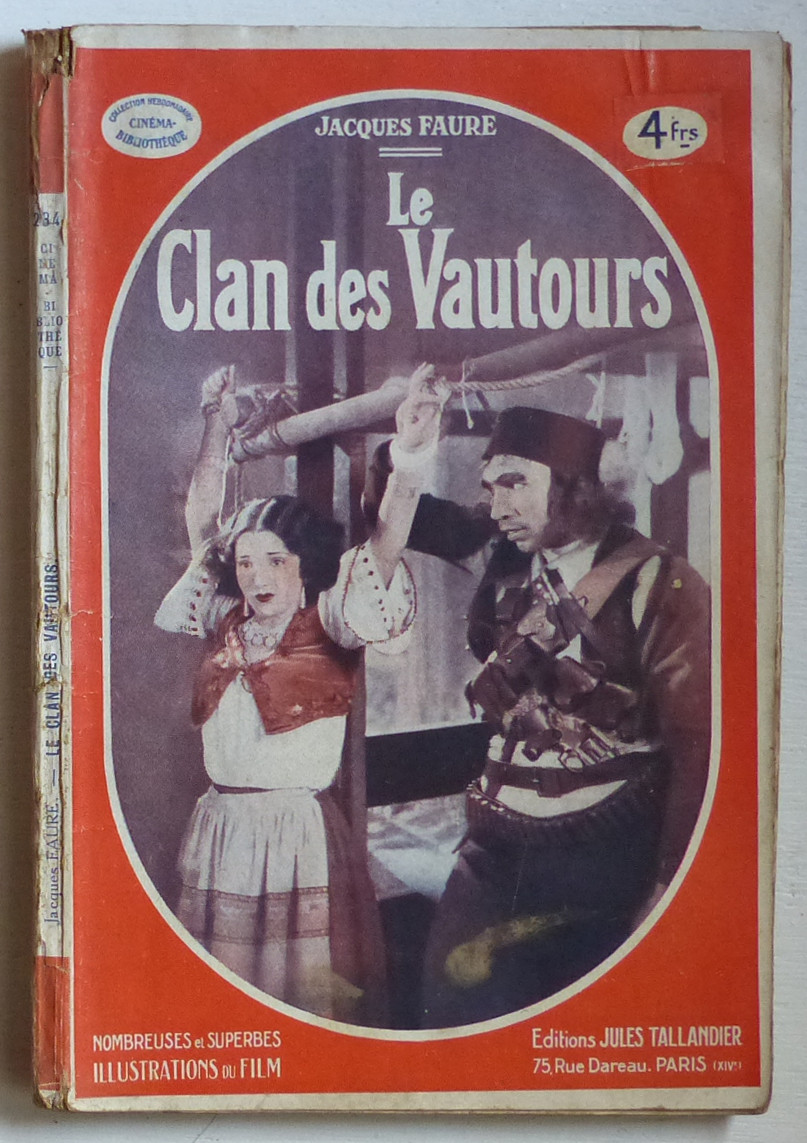 COLLECTION HEBDOMADAIRE
CINÉMA-
BIBLIOTHÈQUE
4 frs
JACQUES FAURE
Le
Clan des Vautours
NOMBREUSES et SUPERBES
ILLUSTRATIONS DU FILM
Editions JULES TALLANDIER
75, Rue Dareau. PARIS (XIVe)
234
CI
NÉ
MA
BI
BLIO
THÈ
QUE
Jacques FAURE. — LE CLAN DES VAUTOURS